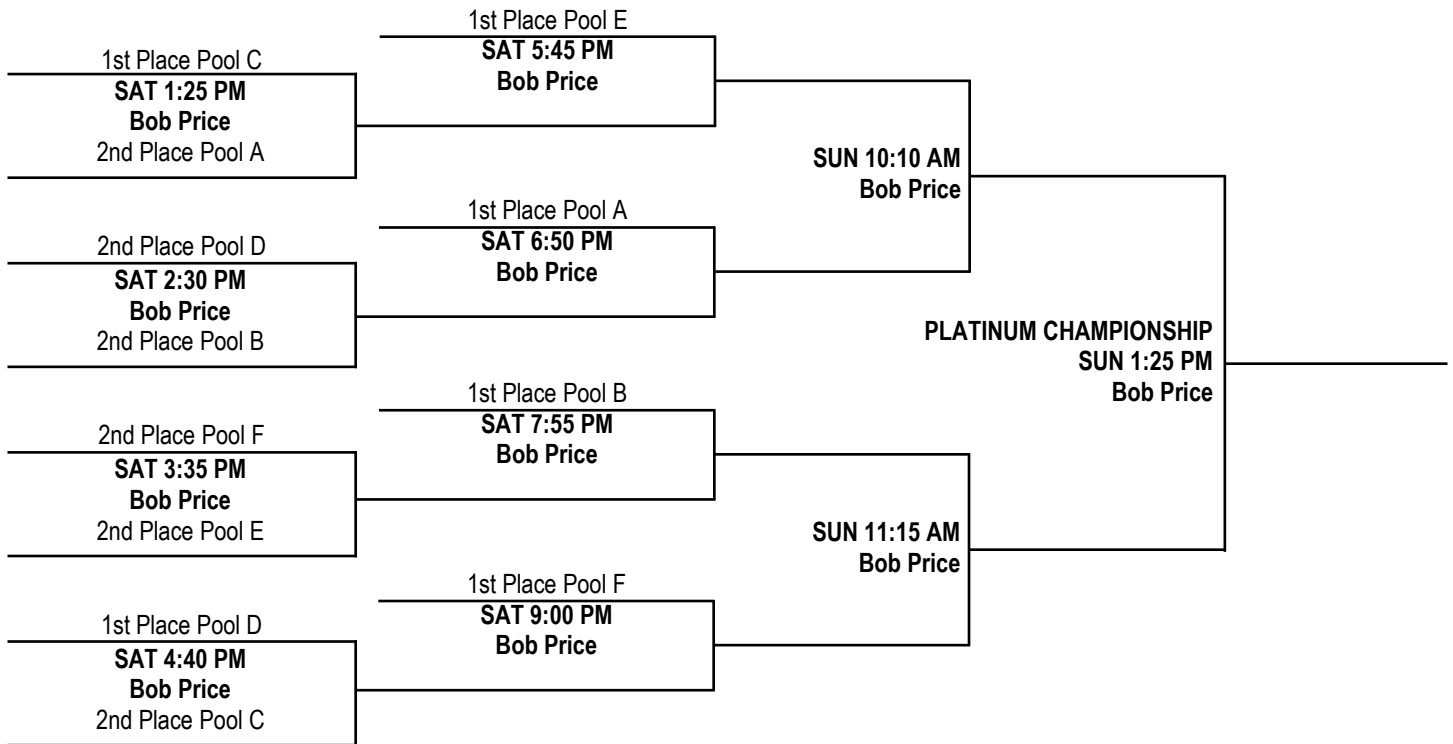 1st Place Pool E
SAT 5:45 PM
Bob Price
1st Place Pool C
SAT 1:25 PM
Bob Price
2nd Place Pool A
SUN 10:10 AM
Bob Price
1st Place Pool A
SAT 6:50 PM
Bob Price
2nd Place Pool D
SAT 2:30 PM
Bob Price
2nd Place Pool B
PLATINUM CHAMPIONSHIP
SUN 1:25 PM
Bob Price
1st Place Pool B
SAT 7:55 PM
Bob Price
2nd Place Pool F
SAT 3:35 PM
Bob Price
2nd Place Pool E
SUN 11:15 AM
Bob Price
1st Place Pool F
SAT 9:00 PM
Bob Price
1st Place Pool D
SAT 4:40 PM
Bob Price
2nd Place Pool C